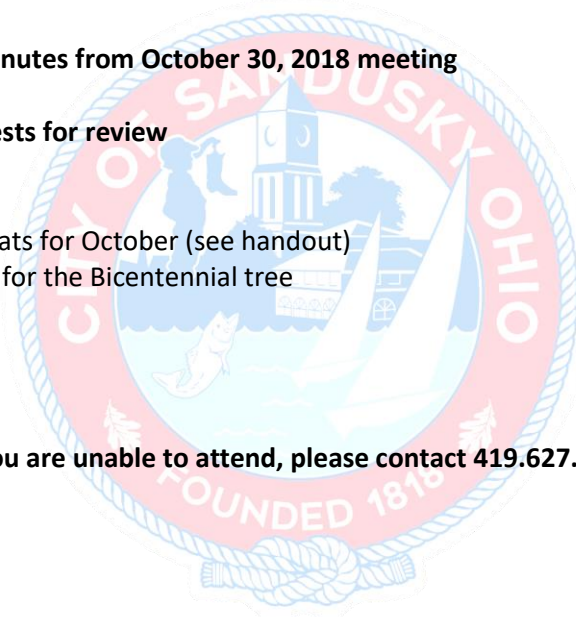 nutes from October 30, 2018 meeting
ests for review
ats for October (see handout)
for the Bicentennial tree
ou are unable to attend, please contact 419.627.
CITY OF SANDUSKY OHIO
FOUNDED 1818